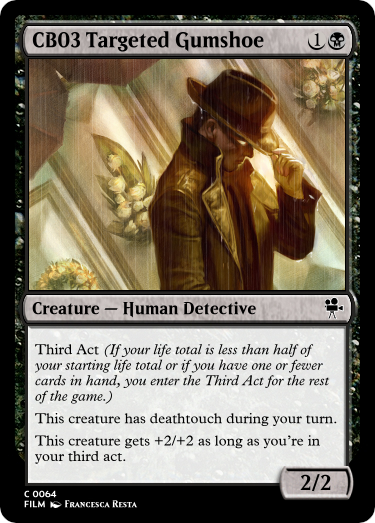 CB03 Targeted Gumshoe 1
Creature — Human Detective
Third Act (If your life total is less than half of
your starting life total or if you have one or fewer
cards in hand, you enter the Third Act for the rest
of the game.)
This creature has deathtouch during your turn.
This creature gets +2/+2 as long as you're in
your third act.
2/2
C 0064
FILM Francesca Resta